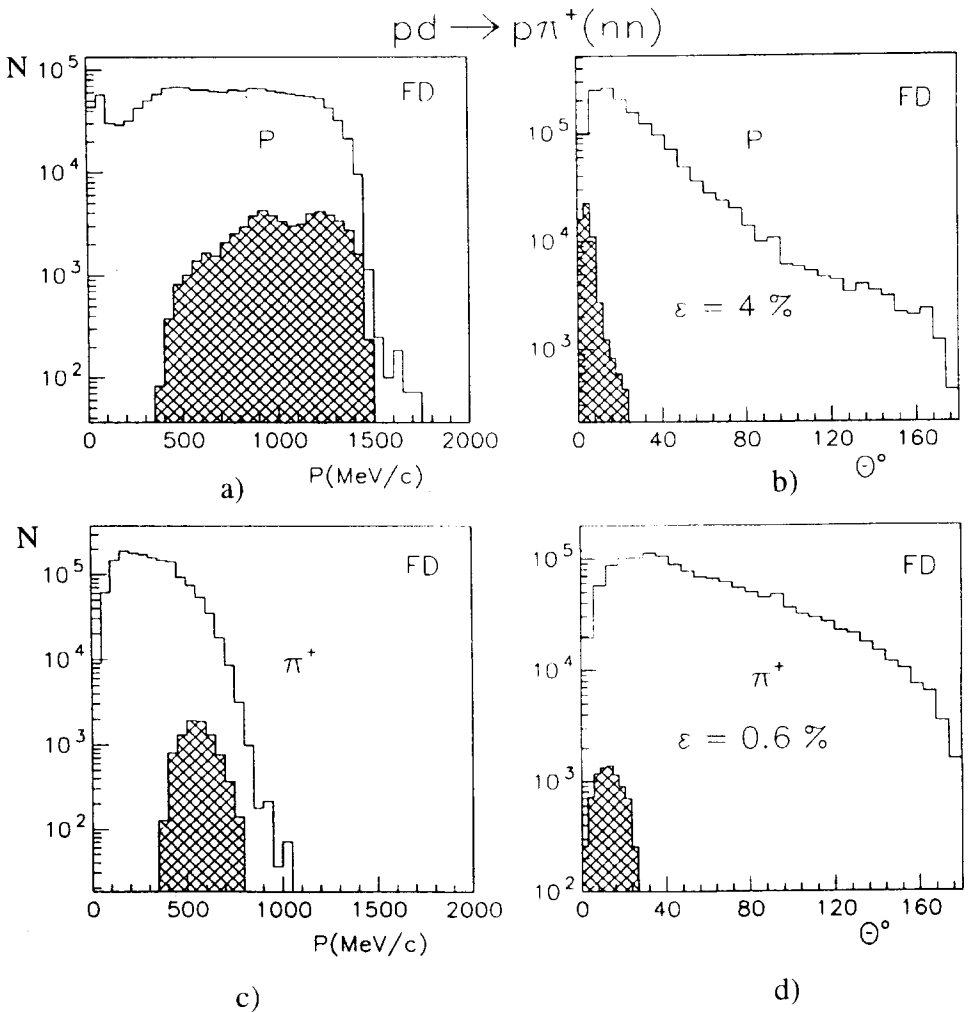 pd → pπ⁺(nn)
N
10⁵
10⁴
10³
10²
FD
P
0 500 1000 1500 2000
P(MeV/c)
a)
10⁵
10⁴
10³
FD
P
ε = 4 %
0 40 80 120 160
Θ°
b)
N
10⁵
10⁴
10³
10²
FD
π⁺
0 500 1000 1500 2000
P(MeV/c)
c)
10⁵
10⁴
10³
10²
FD
π⁺
ε = 0.6 %
0 40 80 120 160
Θ°
d)